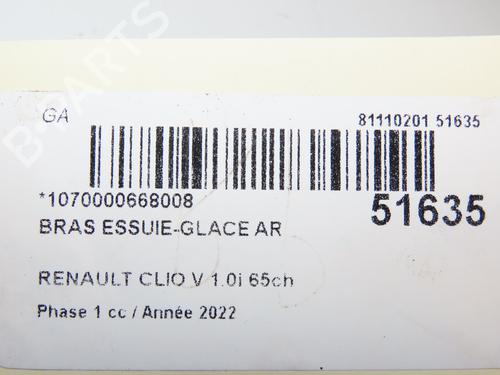 B-PARTS
GA
81110201 51635
*1070000668008
51635
BRAS ESSUIE-GLACE AR
RENAULT CLIO V 1.0i 65ch
Phase 1 cc / Année 2022